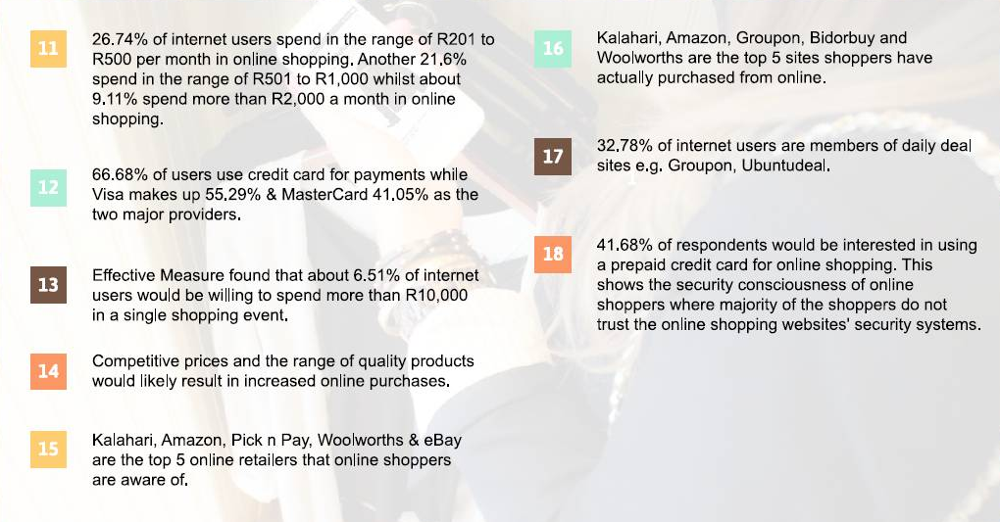 11
26.74% of internet users spend in the range of R201 to
R500 per month in online shopping. Another 21.6%
spend in the range of R501 to R1,000 whilst about
9.11% spend more than R2,000 a month in online
shopping.
12
66.68% of users use credit card for payments while
Visa makes up 55.29% & MasterCard 41.05% as the
two major providers.
13
Effective Measure found that about 6.51% of internet
users would be willing to spend more than R10,000
in a single shopping event.
14
Competitive prices and the range of quality products
would likely result in increased online purchases.
15
Kalahari, Amazon, Pick n Pay, Woolworths & eBay
are the top 5 online retailers that online shoppers
are aware of.
16
Kalahari, Amazon, Groupon, Bidorbuy and
Woolworths are the top 5 sites shoppers have
actually purchased from online.
17
32.78% of internet users are members of daily deal
sites e.g. Groupon, Ubuntudeal.
18
41.68% of respondents would be interested in using
a prepaid credit card for online shopping. This
shows the security consciousness of online
shoppers where majority of the shoppers do not
trust the online shopping websites' security systems.